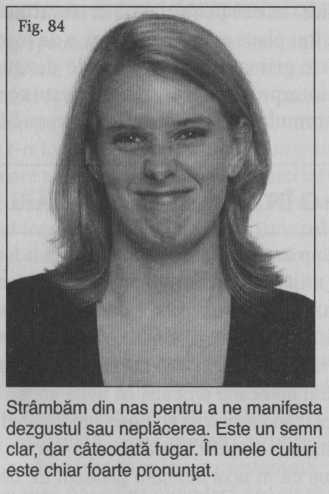 Fig. 84
Strâmbăm din nas pentru a ne manifesta
dezgustul sau neplăcerea. Este un semn
clar, dar câteodată fugar. În unele culturi
este chiar foarte pronunţat.